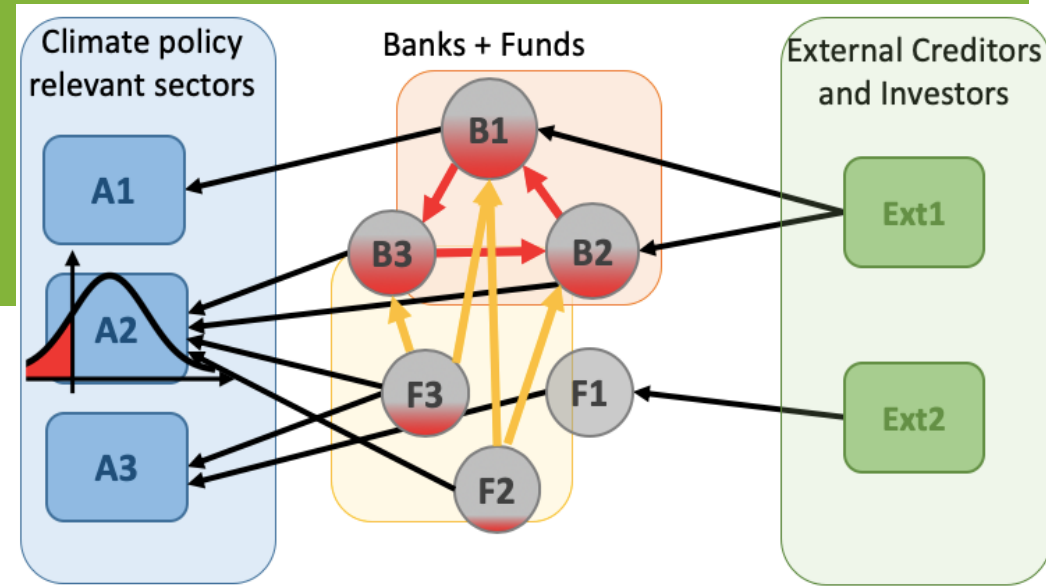 Climate policy
relevant sectors
Banks + Funds
External Creditors
and Investors
A1
A2
A3
B1
B3
B2
F3
F1
F2
Ext1
Ext2